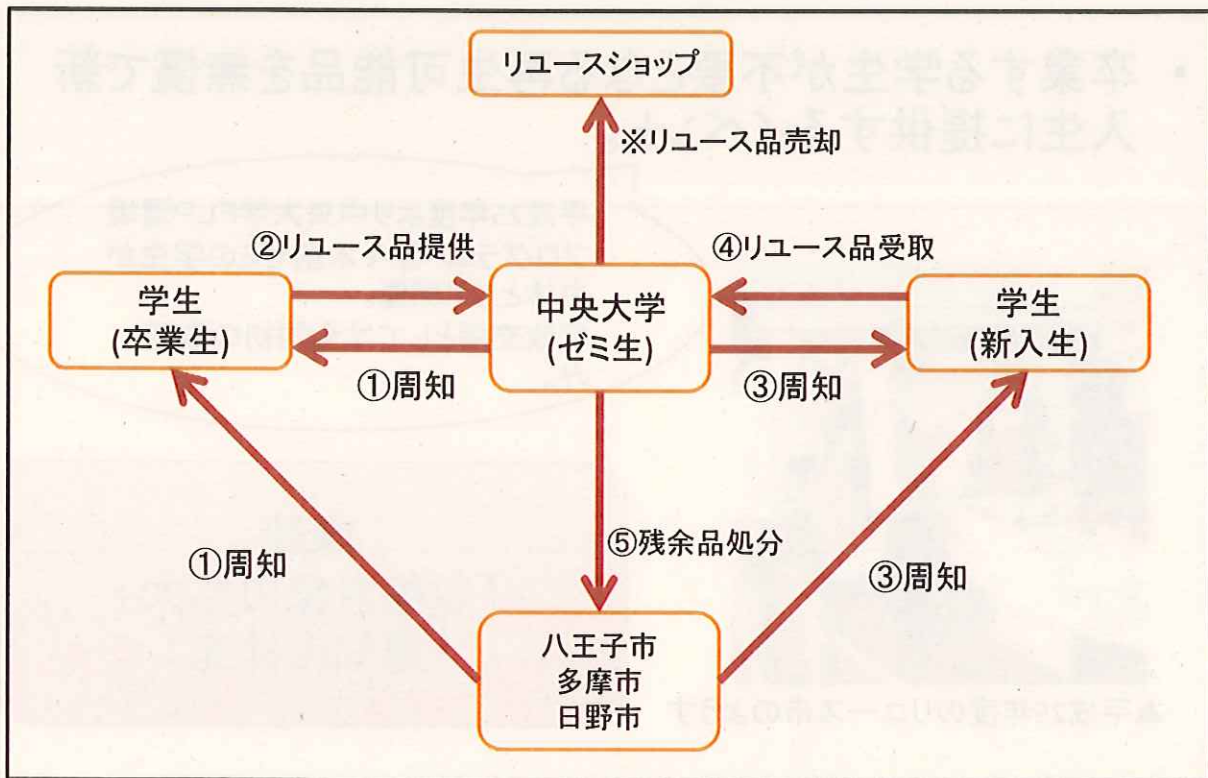 リユースショップ
※リユース品売却
②リユース品提供
④リユース品受取
学生
(卒業生)
中央大学
(ゼミ生)
学生
(新入生)
①周知
③周知
①周知
⑤残余品処分
③周知
八王子市
多摩市
日野市